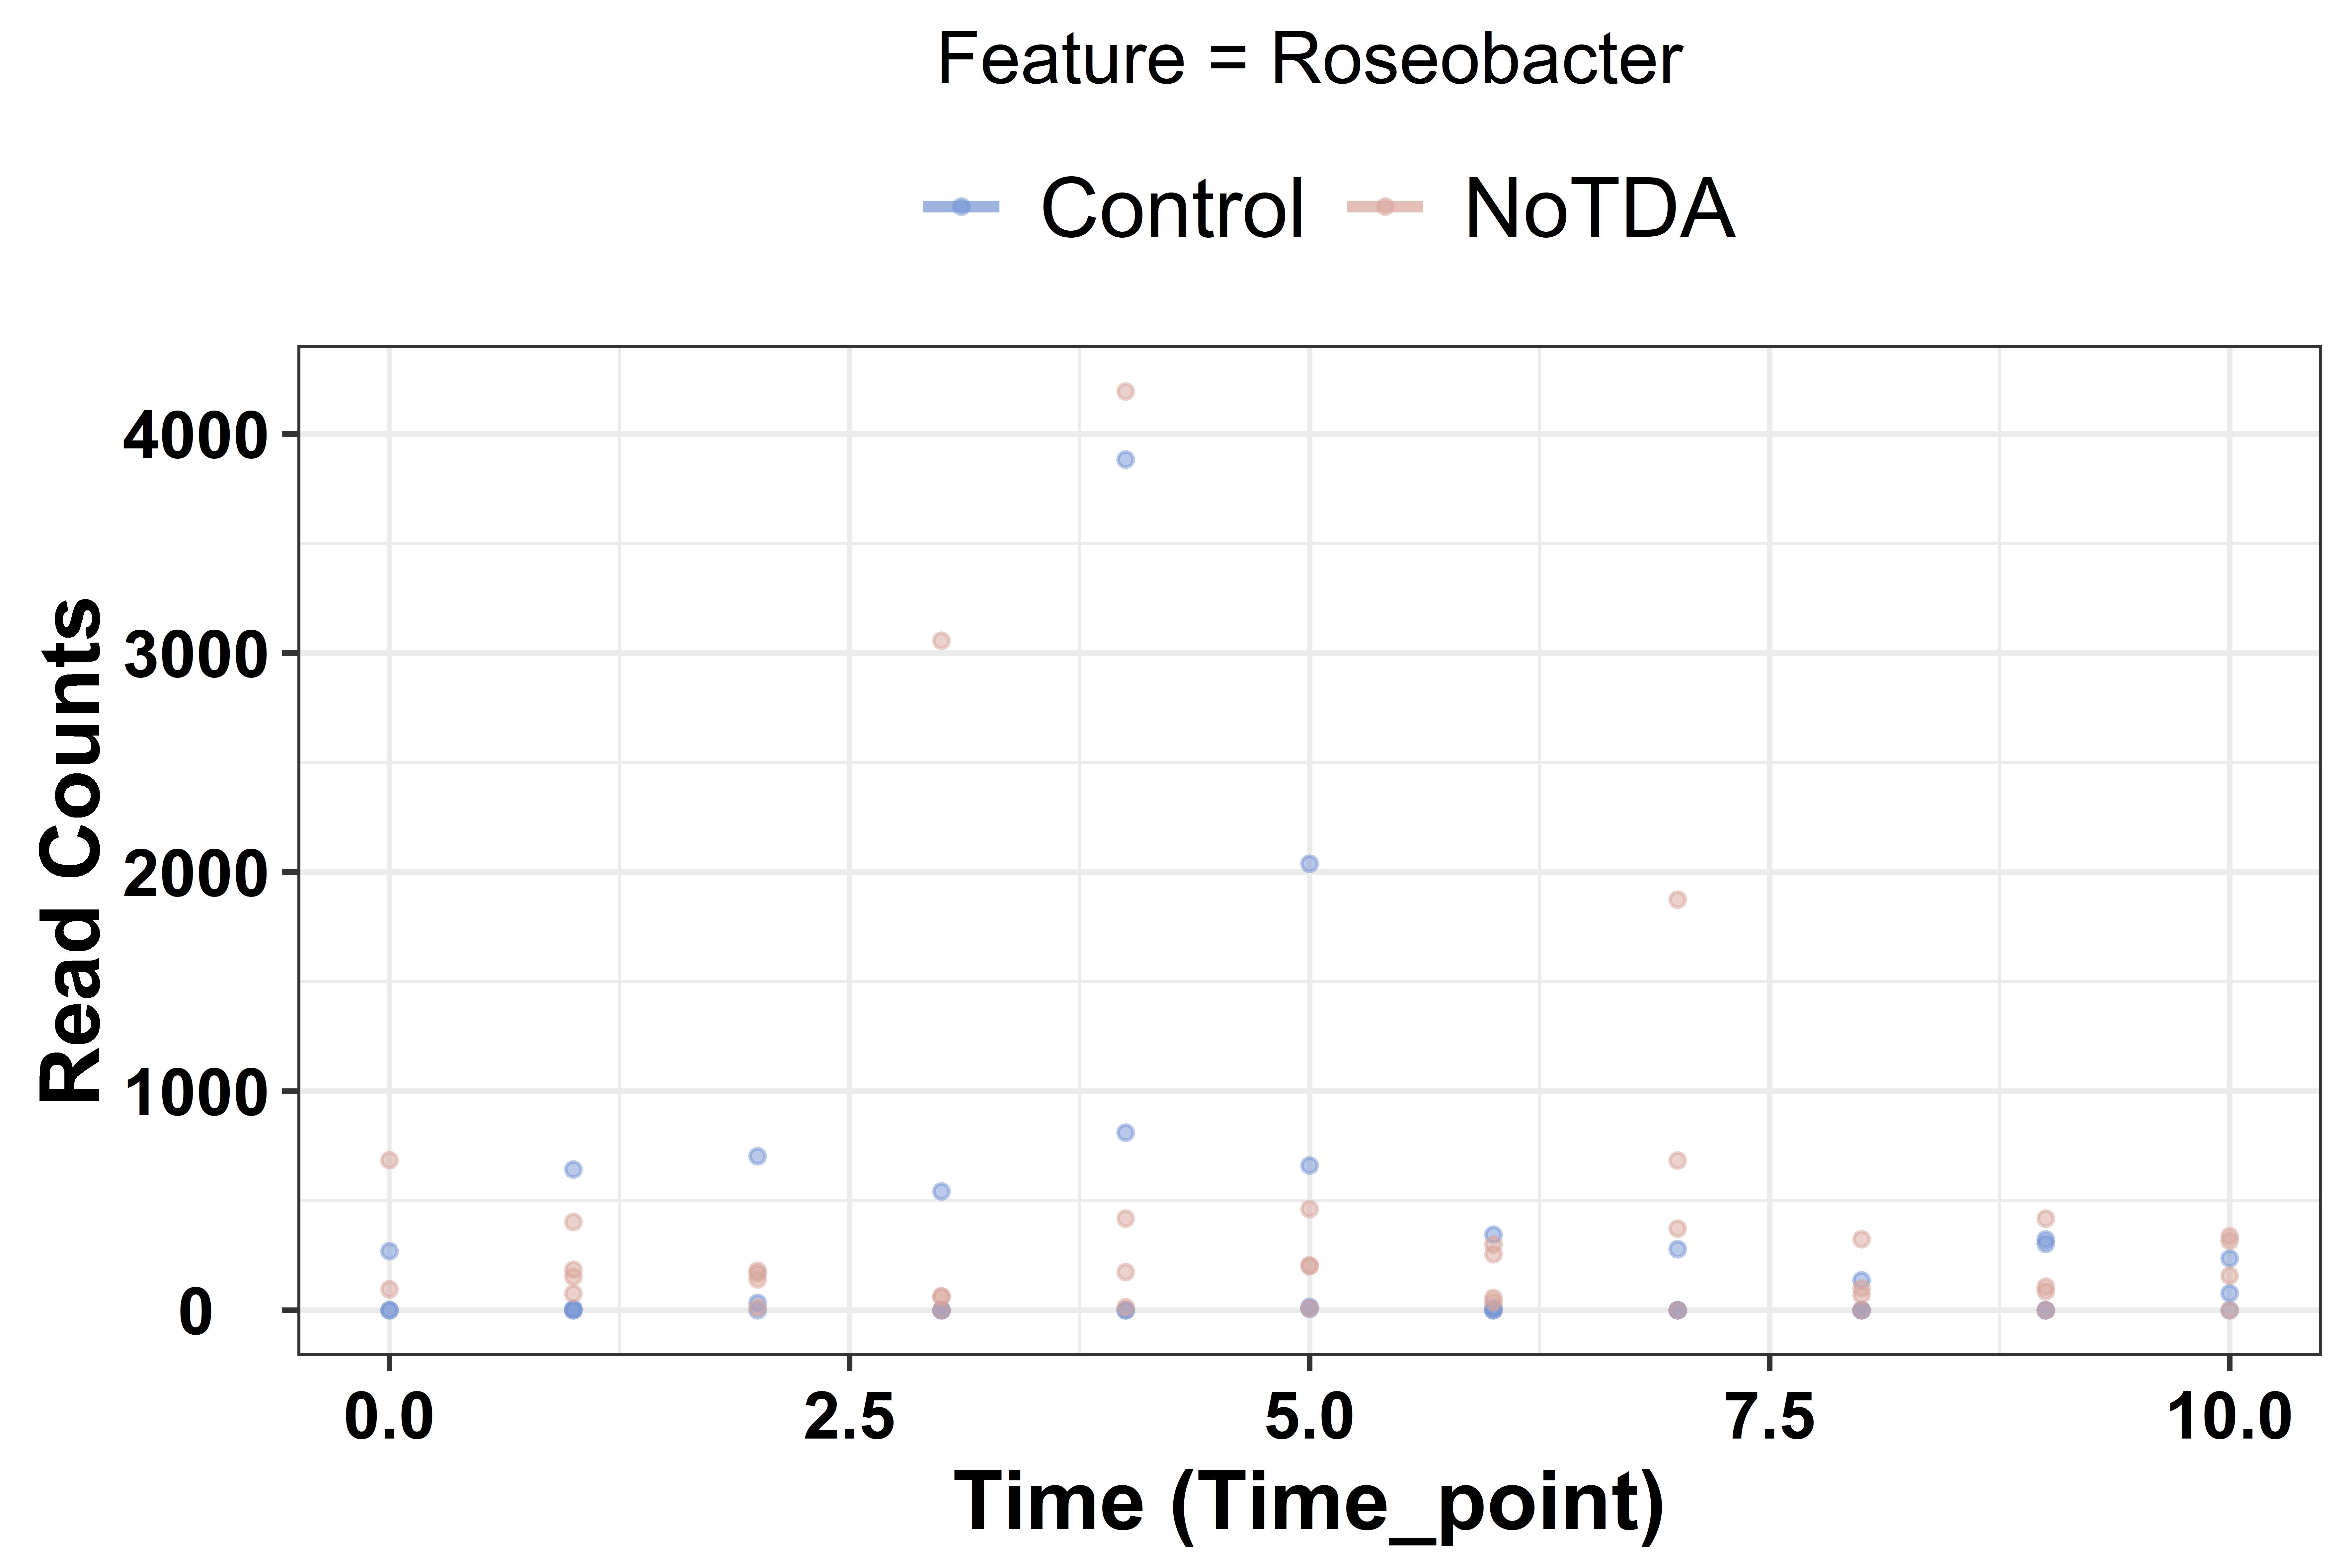 Feature = Roseobacter
Control NoTDA
Read Counts
4000
3000
2000
1000
0
0.0 2.5 5.0 7.5 10.0
Time (Time_point)